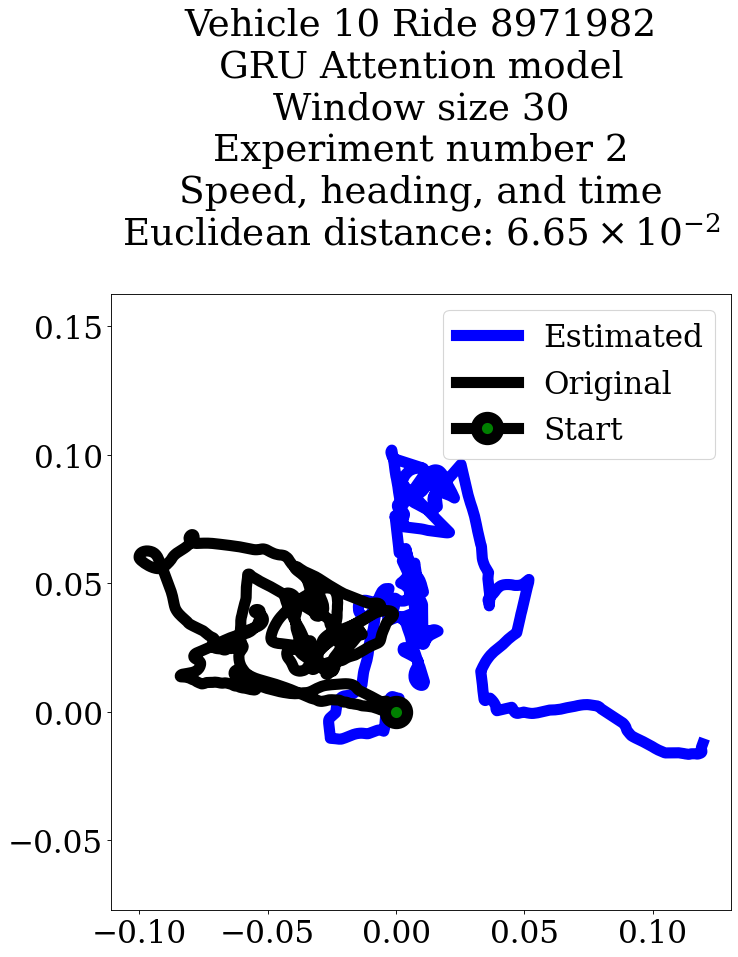 Vehicle 10 Ride 8971982
GRU Attention model
Window size 30
Experiment number 2
Speed, heading, and time
Euclidean distance: 6.65 × 10⁻²
Estimated
Original
Start
0.15
0.10
0.05
0.00
−0.05
−0.10
−0.05
0.00
0.05
0.10